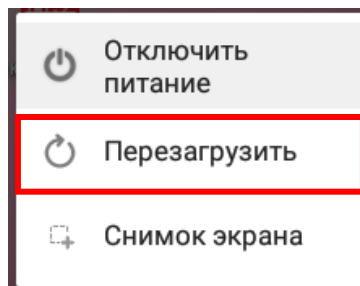 Отключить
питание
Перезагрузить
Снимок экрана